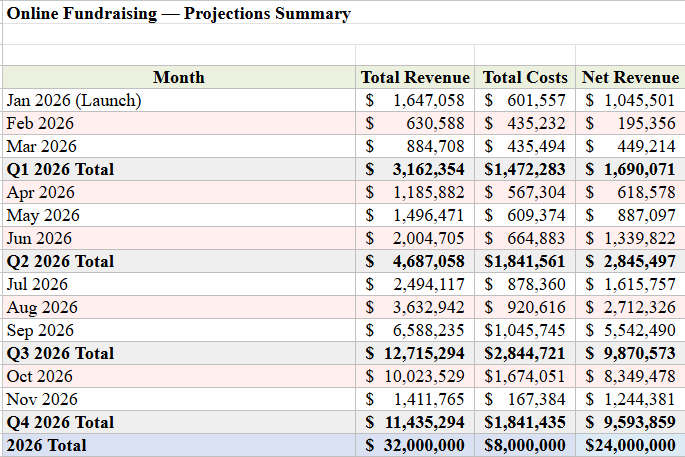 Online Fundraising — Projections Summary
Month Total Revenue Total Costs Net Revenue
Jan 2026 (Launch) $ 1,647,058 $ 601,557 $ 1,045,501
Feb 2026 $ 630,588 $ 435,232 $ 195,356
Mar 2026 $ 884,708 $ 435,494 $ 449,214
Q1 2026 Total $ 3,162,354 $1,472,283 $ 1,690,071
Apr 2026 $ 1,185,882 $ 567,304 $ 618,578
May 2026 $ 1,496,471 $ 609,374 $ 887,097
Jun 2026 $ 2,004,705 $ 664,883 $ 1,339,822
Q2 2026 Total $ 4,687,058 $1,841,561 $ 2,845,497
Jul 2026 $ 2,494,117 $ 878,360 $ 1,615,757
Aug 2026 $ 3,632,942 $ 920,616 $ 2,712,326
Sep 2026 $ 6,588,235 $1,045,745 $ 5,542,490
Q3 2026 Total $ 12,715,294 $2,844,721 $ 9,870,573
Oct 2026 $ 10,023,529 $1,674,051 $ 8,349,478
Nov 2026 $ 1,411,765 $ 167,384 $ 1,244,381
Q4 2026 Total $ 11,435,294 $1,841,435 $ 9,593,859
2026 Total $ 32,000,000 $8,000,000 $24,000,000